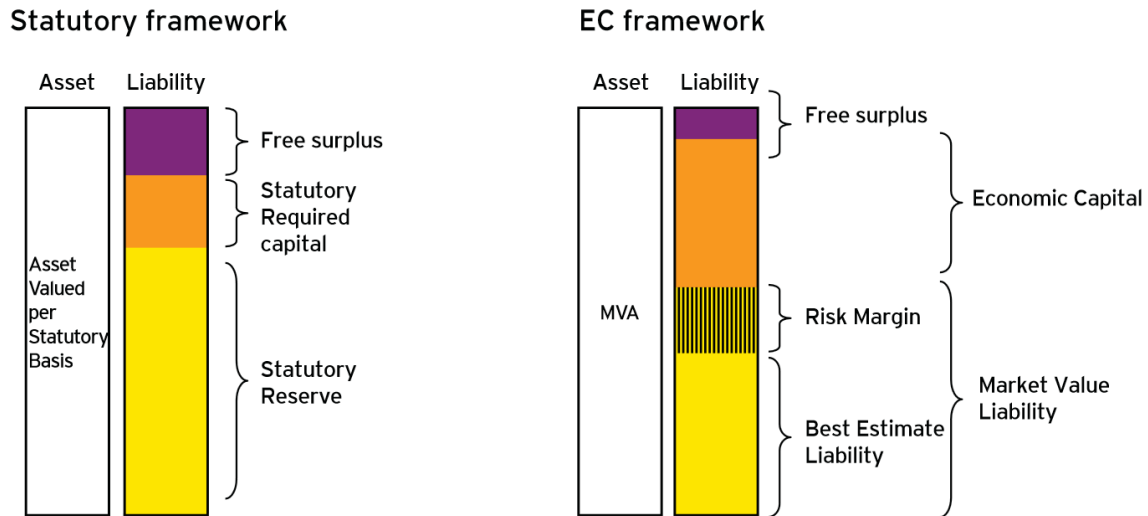 Statutory framework
Asset
Liability
Free surplus
Statutory
Required
capital
Asset
Valued
per
Statutory
Basis
Statutory
Reserve
EC framework
Asset
Liability
Free surplus
Economic Capital
MVA
Risk Margin
Market Value
Liability
Best Estimate
Liability